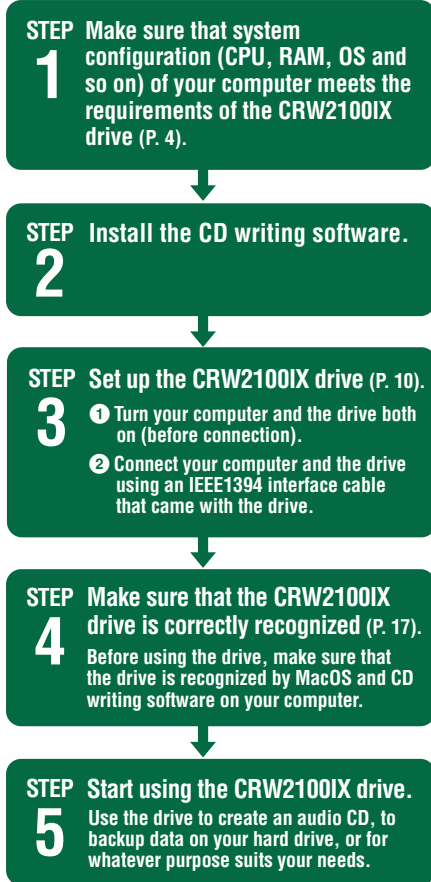 STEP 1
Make sure that system
configuration (CPU, RAM, OS and
so on) of your computer meets the
requirements of the CRW2100IX
drive (P. 4).
STEP 2
Install the CD writing software.
STEP 3
Set up the CRW2100IX drive (P. 10).
❶ Turn your computer and the drive both
on (before connection).
❷ Connect your computer and the drive
using an IEEE1394 interface cable
that came with the drive.
STEP 4
Make sure that the CRW2100IX
drive is correctly recognized (P. 17).
Before using the drive, make sure that
the drive is recognized by MacOS and CD
writing software on your computer.
STEP 5
Start using the CRW2100IX drive.
Use the drive to create an audio CD, to
backup data on your hard drive, or for
whatever purpose suits your needs.